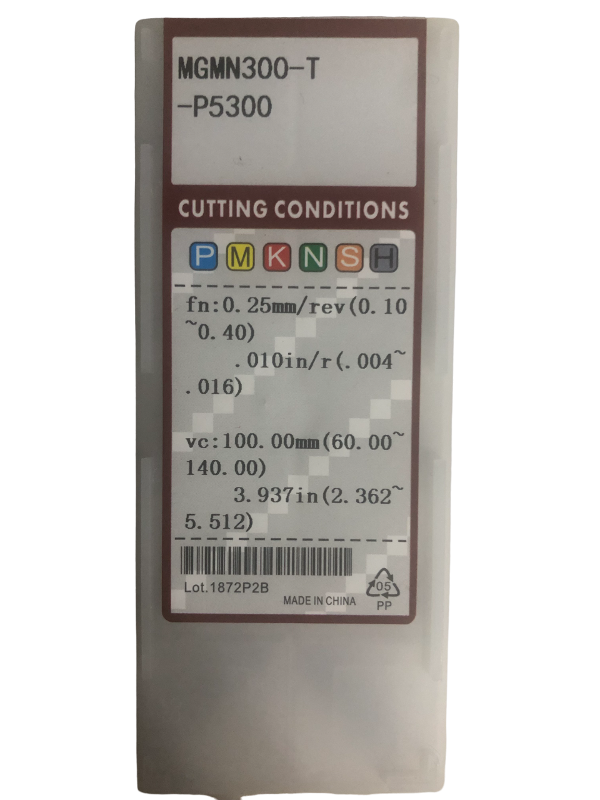 MGMN300-T
-P5300
CUTTING CONDITIONS
P M K N S H
fn:0.25mm/rev(0.10
~0.40)
.010in/r(.004~
.016)
vc:100.00mm(60.00~
140.00)
3.937in(2.362~
5.512)
Lot.1872P2B
MADE IN CHINA
05
PP